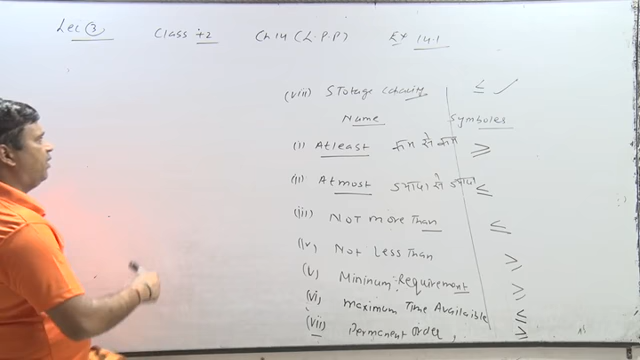 Lec ③ Class +2 Ch 14 (L.P.P) Ex 14.1
(viii) Storage Capacity ≤
Name Symboles
(i) Atleast कम से कम ≥
(ii) Atmost ज्यादा से ज्यादा ≤
(iii) Not more than ≤
(iv) Not Less than ≥
(v) Mininum Requirement ≥
(vi) Maximum Time Available ≤
(vii) Permanent Order, ≥